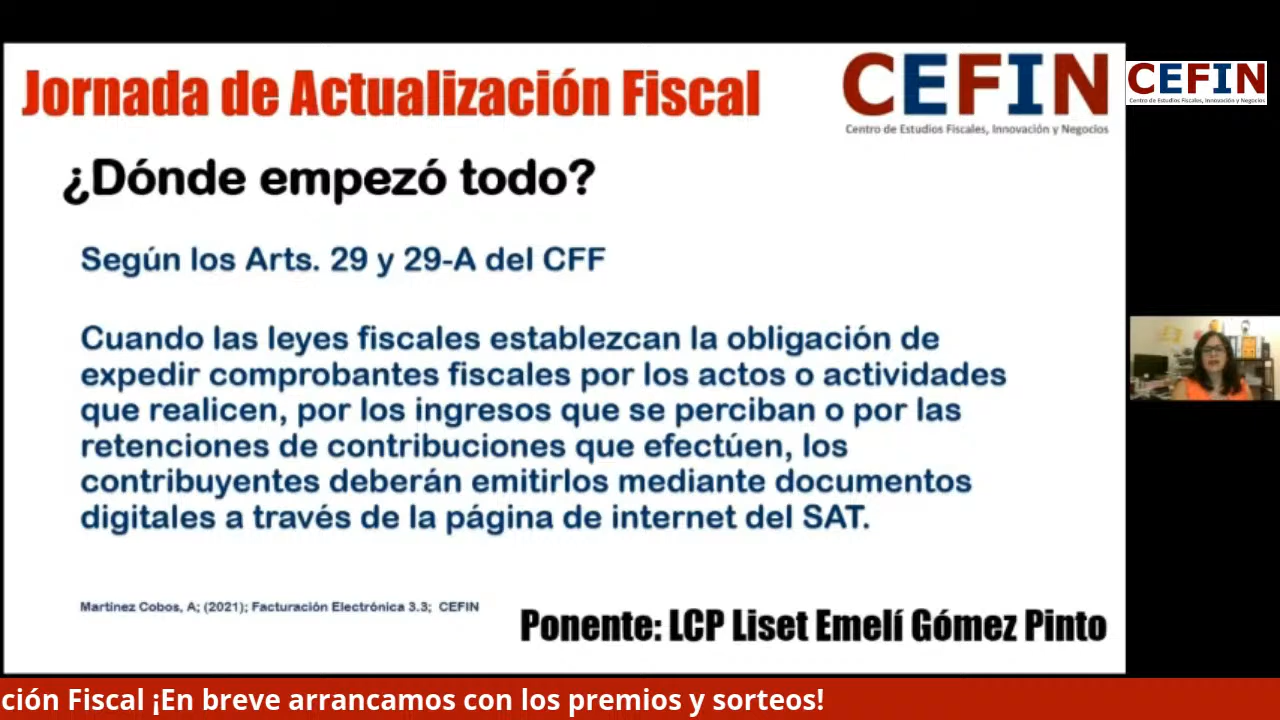 Jornada de Actualización Fiscal
CEFIN
Centro de Estudios Fiscales, Innovación y Negocios
CEFIN
Centro de Estudios Fiscales, Innovación y Negocios
¿Dónde empezó todo?
Según los Arts. 29 y 29-A del CFF
Cuando las leyes fiscales establezcan la obligación de
expedir comprobantes fiscales por los actos o actividades
que realicen, por los ingresos que se perciban o por las
retenciones de contribuciones que efectúen, los
contribuyentes deberán emitirlos mediante documentos
digitales a través de la página de internet del SAT.
Martinez Cobos, A; (2021); Facturación Electrónica 3.3; CEFIN
Ponente: LCP Liset Emelí Gómez Pinto
ción Fiscal ¡En breve arrancamos con los premios y sorteos!